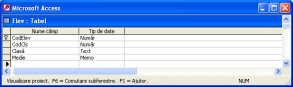 Microsoft Access
Elev : Tabel
Nume câmp Tip de date
CodElev Număr
CodCls Număr
Clasă Text
Medie Memo
Vizualizare proiect. F6 = Comutare subferestre. F1 = Ajutor. NUM